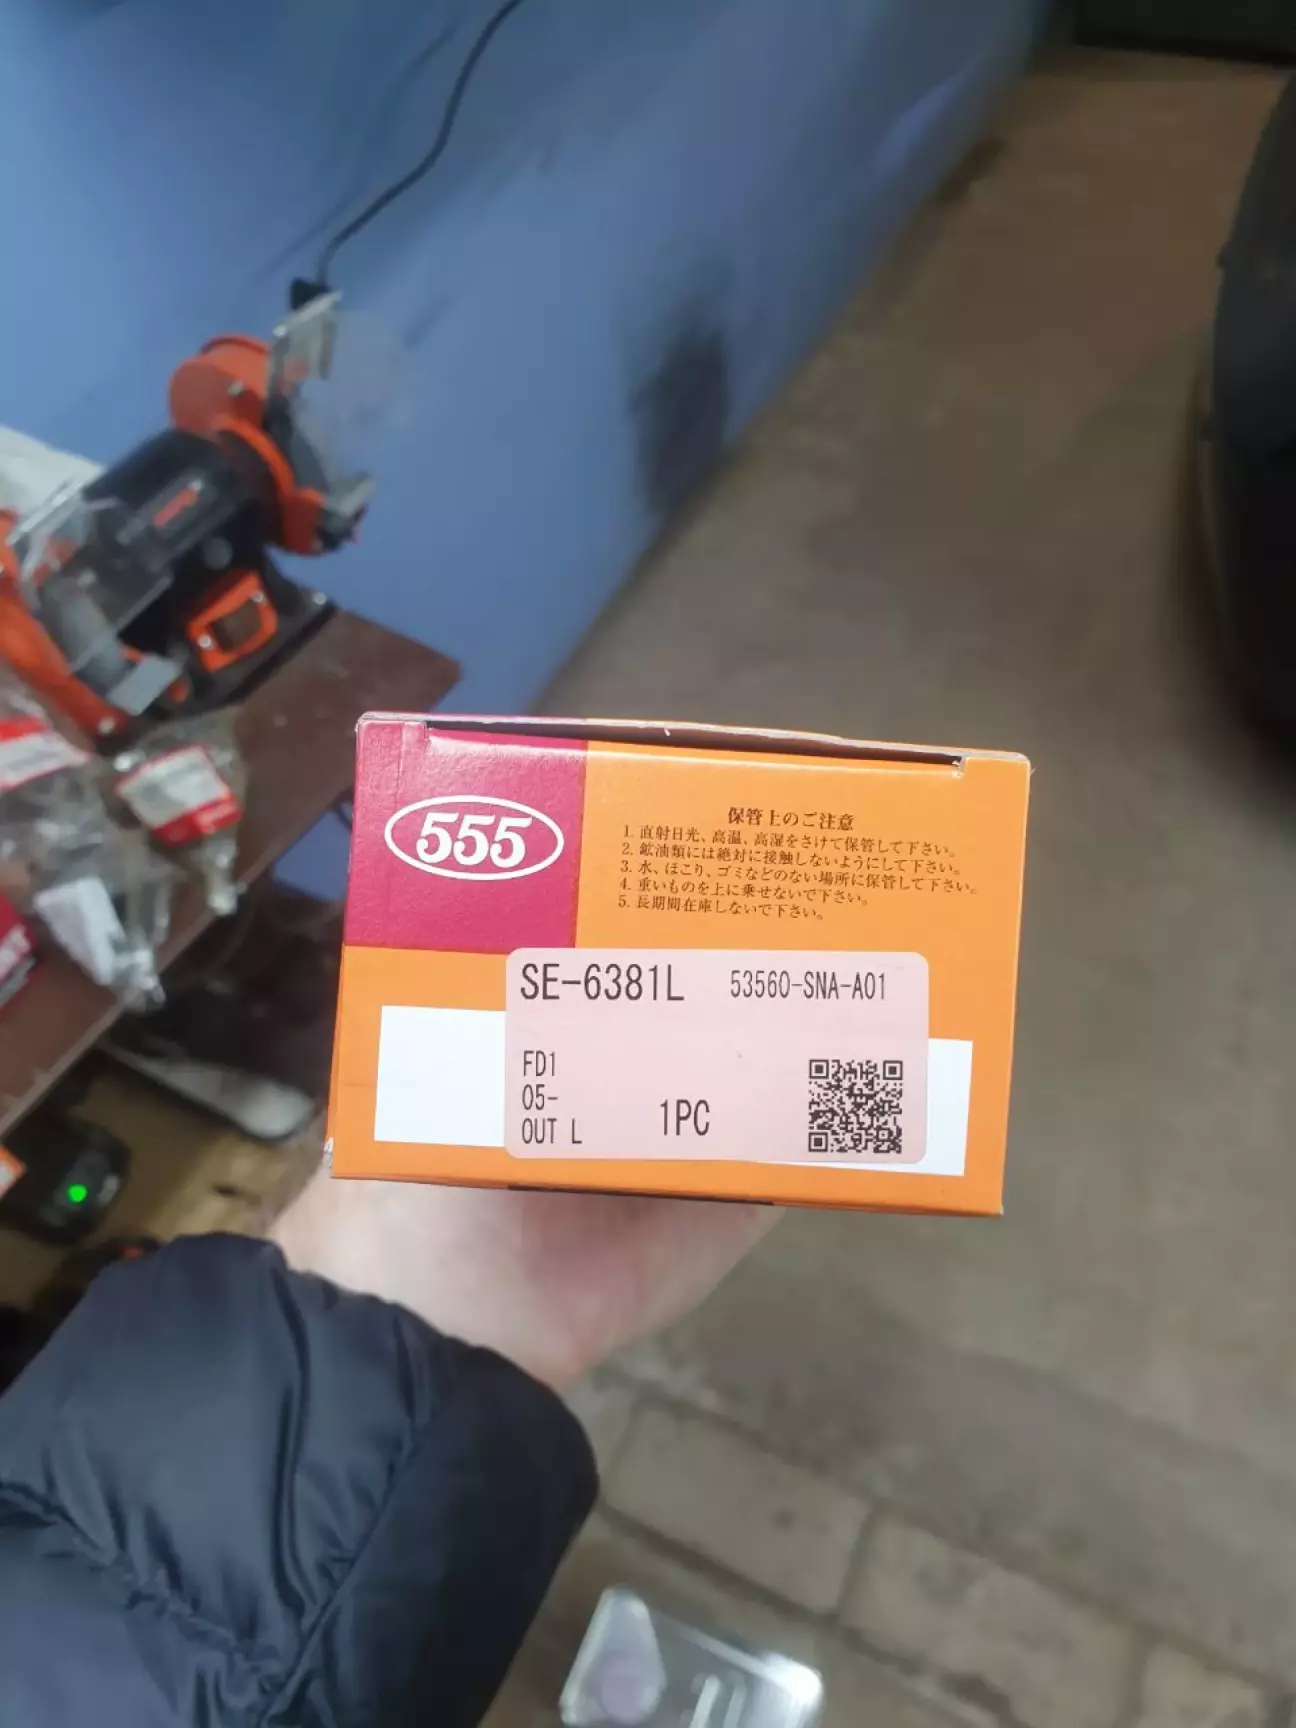 555
保管上のご注意
1. 直射日光、高温、高湿をさけて保管して下さい。
2. 鉱油類には絶対に接触しないようにして下さい。
3. 水、ほこり、ゴミなどのない場所に保管して下さい。
4. 重いものを上に乗せないで下さい。
5. 長期間在庫しないで下さい。
SE-6381L 53560-SNA-A01
FD1
05-
OUT L 1PC